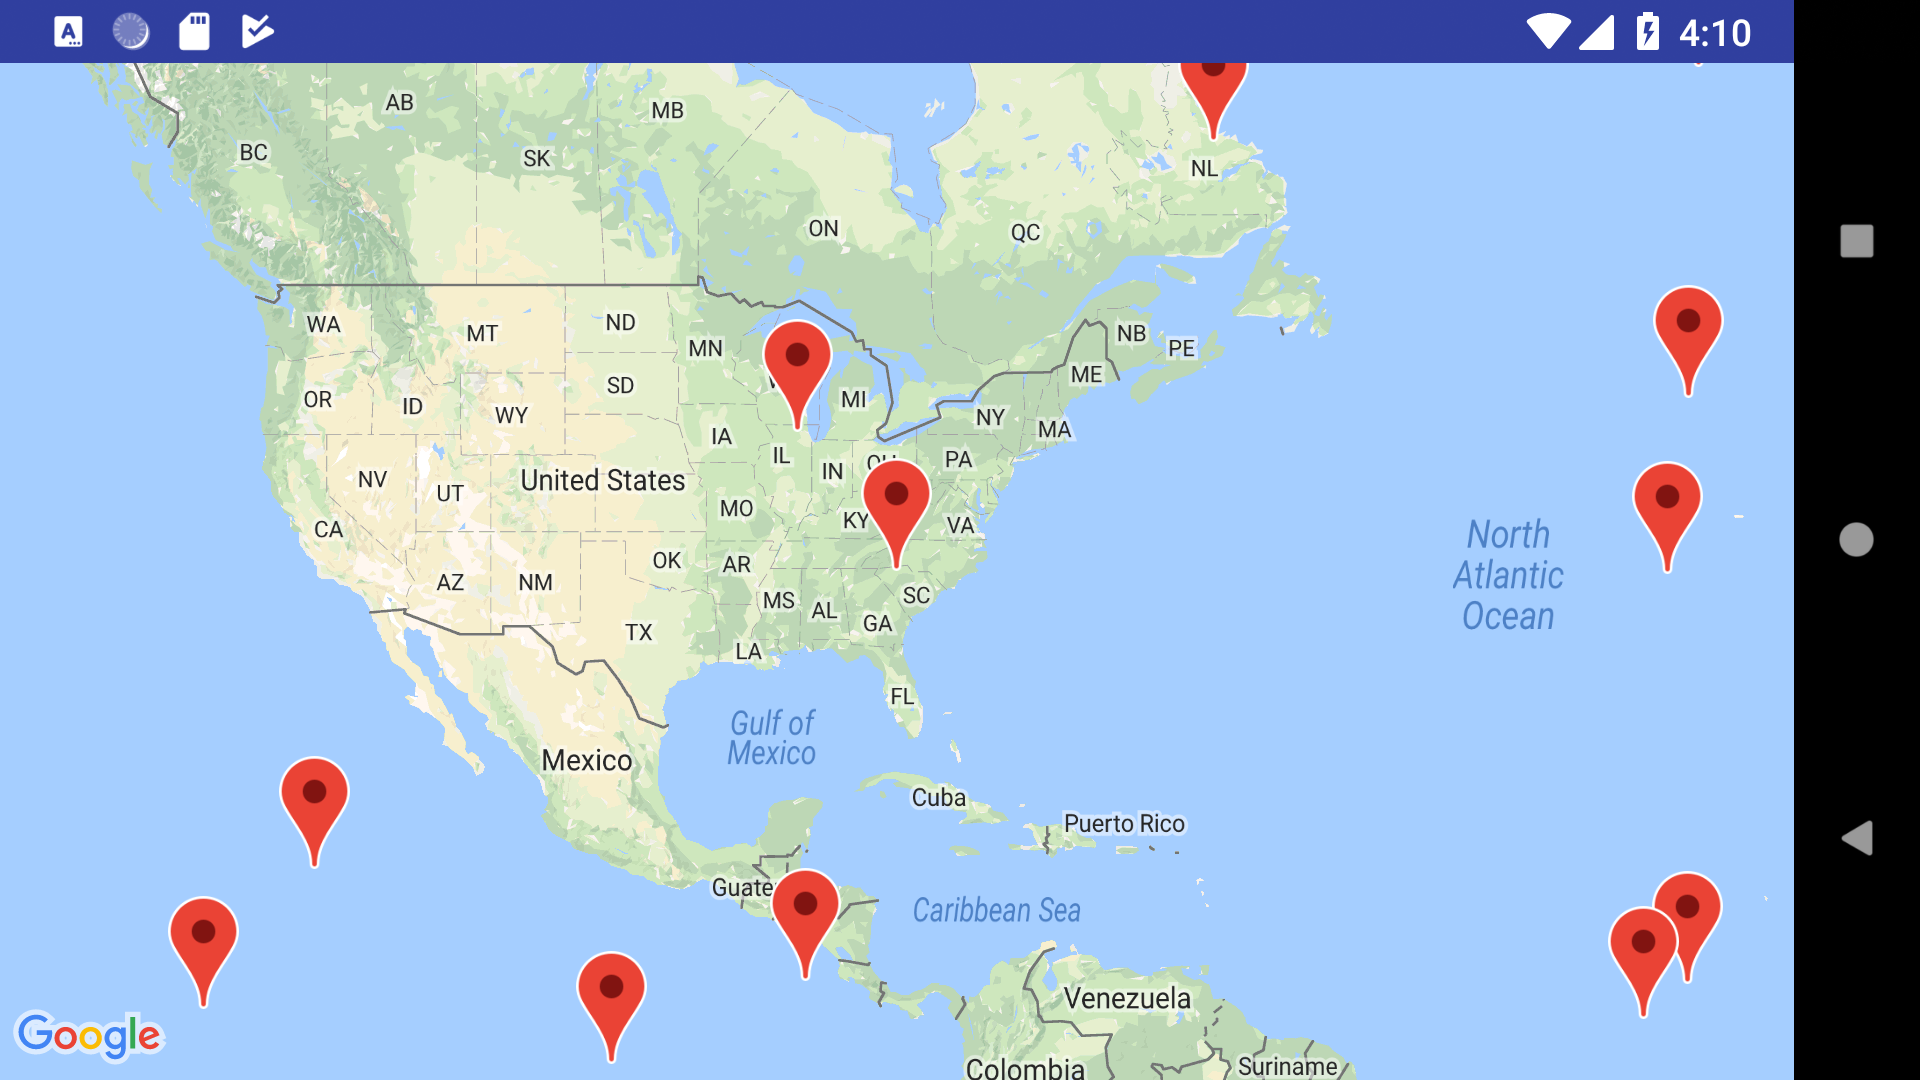 4:10
AB
MB
BC
SK
NL
ON
QC
WA
MT
ND
MN
NB
PE
OR
ID
WY
SD
MI
ME
NY
MA
IA
IL
IN
PA
NV
UT
United States
MO
KY
VA
CA
AZ
NM
OK
AR
MS
AL
SC
GA
TX
LA
FL
North
Atlantic
Ocean
Gulf of
Mexico
Mexico
Cuba
Puerto Rico
Caribbean Sea
Venezuela
Colombia
Suriname
Google